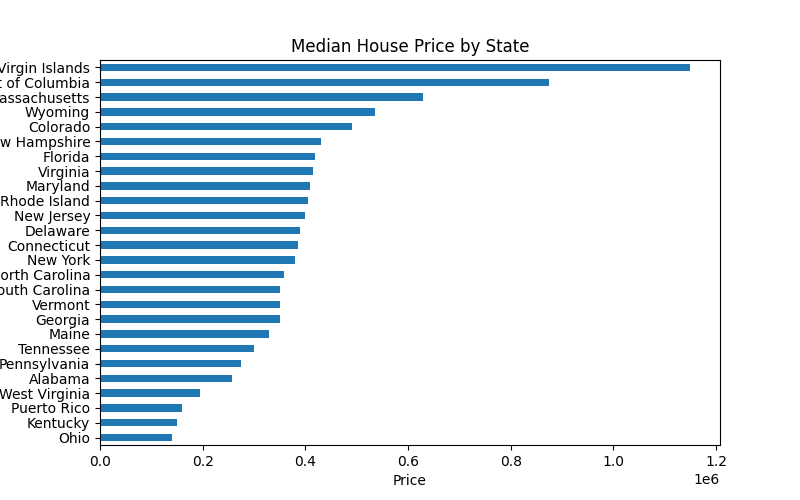 Median House Price by State
Virgin Islands
t of Columbia
assachusetts
Wyoming
Colorado
w Hampshire
Florida
Virginia
Maryland
Rhode Island
New Jersey
Delaware
Connecticut
New York
orth Carolina
outh Carolina
Vermont
Georgia
Maine
Tennessee
Pennsylvania
Alabama
West Virginia
Puerto Rico
Kentucky
Ohio
0.0 0.2 0.4 0.6 0.8 1.0 1.2
1e6
Price